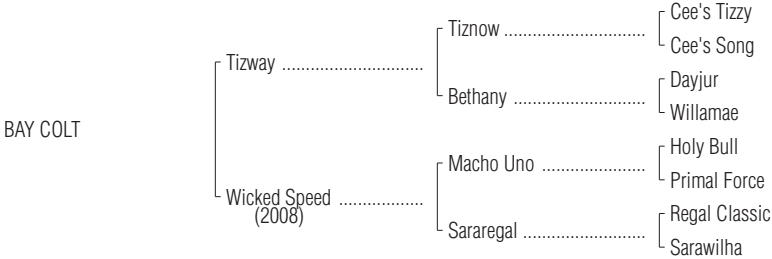 Cee's Tizzy
Tiznow ..............................
Cee's Song
Tizway ..............................
Dayjur
Bethany ............................
Willamae
BAY COLT
Holy Bull
Macho Uno ......................
Primal Force
Wicked Speed ..................
(2008)
Regal Classic
Sararegal ..........................
Sarawilha